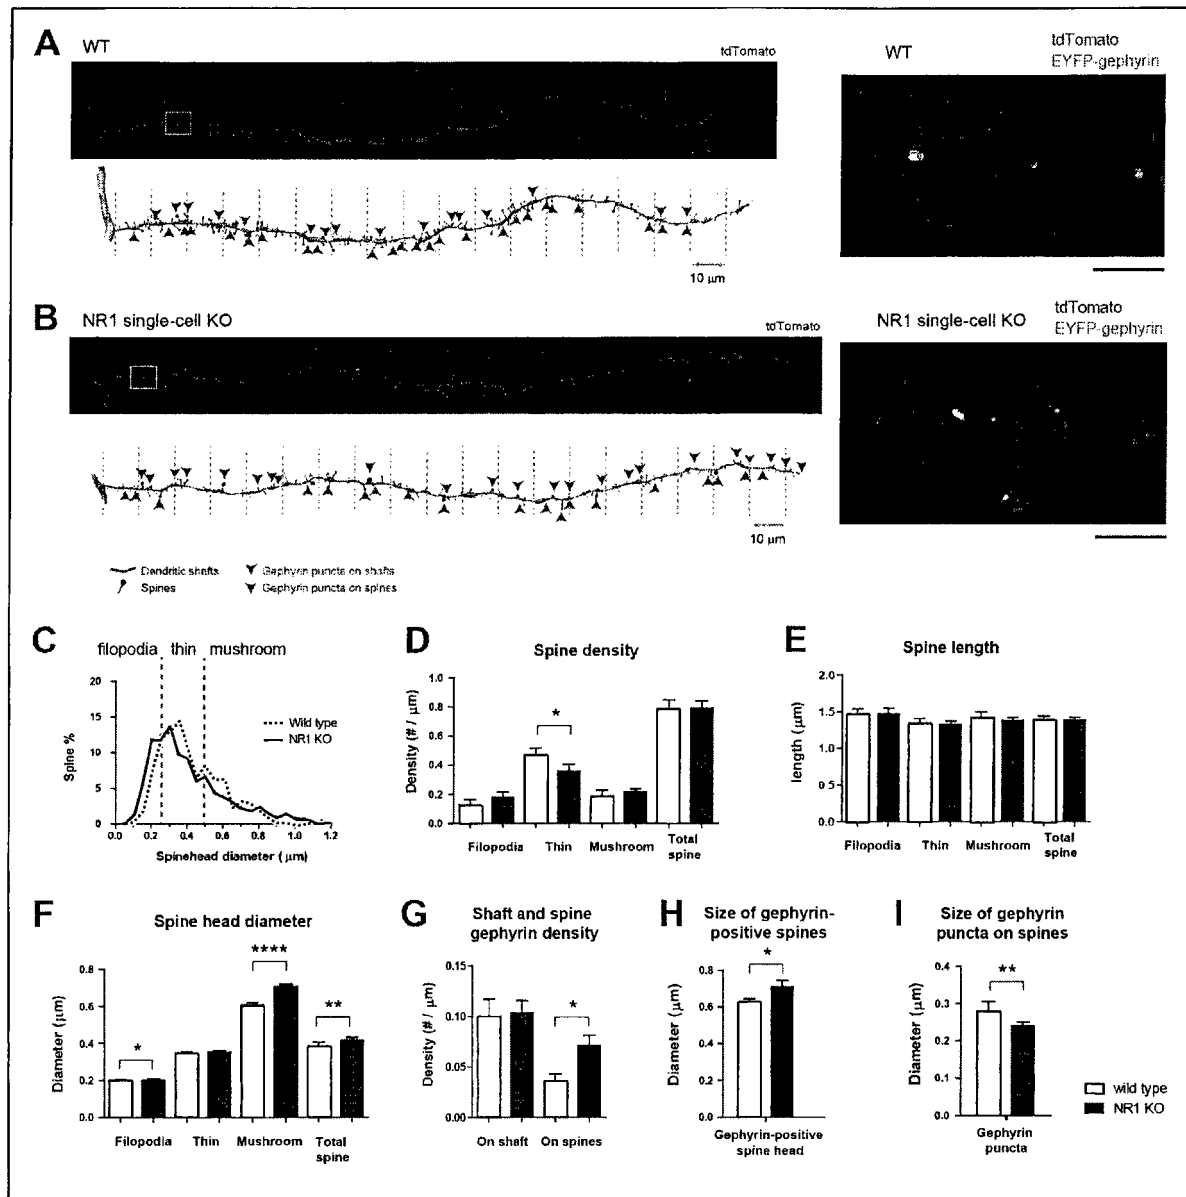 A
WT
tdTomato
WT
tdTomato
EYFP-gephyrin
10 μm
B
NR1 single-cell KO
tdTomato
NR1 single-cell KO
tdTomato
EYFP-gephyrin
10 μm
Dendritic shafts
Gephyrin puncta on shafts
Spines
Gephyrin puncta on spines
C
filopodia
thin
mushroom
Spine %
20
15
10
5
0
Wild type
NR1 KO
0.0 0.2 0.4 0.6 0.8 1.0 1.2
Spinehead diameter (μm)
D
Spine density
Density (# / μm)
1.0
0.8
0.6
0.4
0.2
0.0
*
Filopodia Thin Mushroom Total
spine
E
Spine length
length (μm)
2.0
1.5
1.0
0.5
0.0
Filopodia Thin Mushroom Total
spine
F
Spine head diameter
Diameter (μm)
0.8
0.6
0.4
0.2
0.0
*
****
**
Filopodia Thin Mushroom Total
spine
G
Shaft and spine
gephyrin density
Density (# / μm)
0.15
0.10
0.05
0.00
*
On shaft On spines
H
Size of gephyrin-
positive spines
Diameter (μm)
0.8
0.6
0.4
0.2
0.0
*
Gephyrin-positive
spine head
I
Size of gephyrin
puncta on spines
Diameter (μm)
0.4
0.3
0.2
0.1
0.0
**
Gephyrin
puncta
wild type
NR1 KO